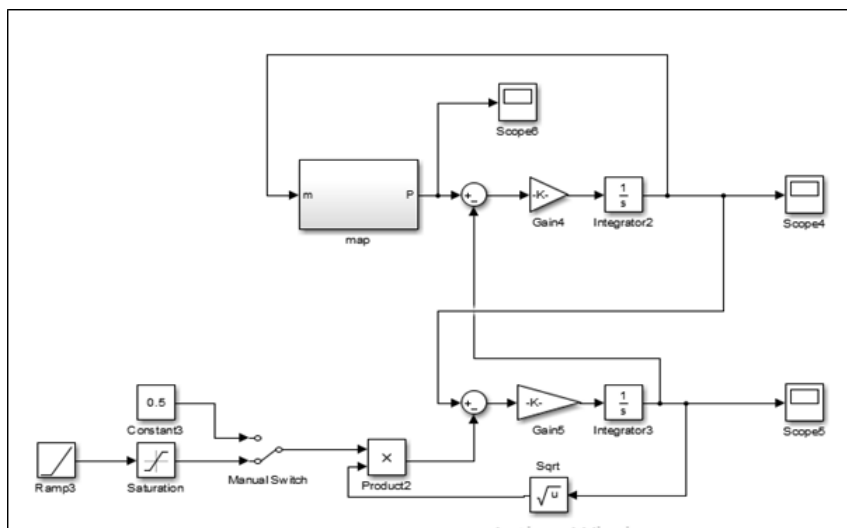 Scope6
m
P
map
+
-
-K-
Gain4
1
s
Integrator2
Scope4
0.5
Constant3
+
-
-K-
Gain5
1
s
Integrator3
Scope5
Ramp3
Saturation
Manual Switch
×
Product2
Sqrt
√u